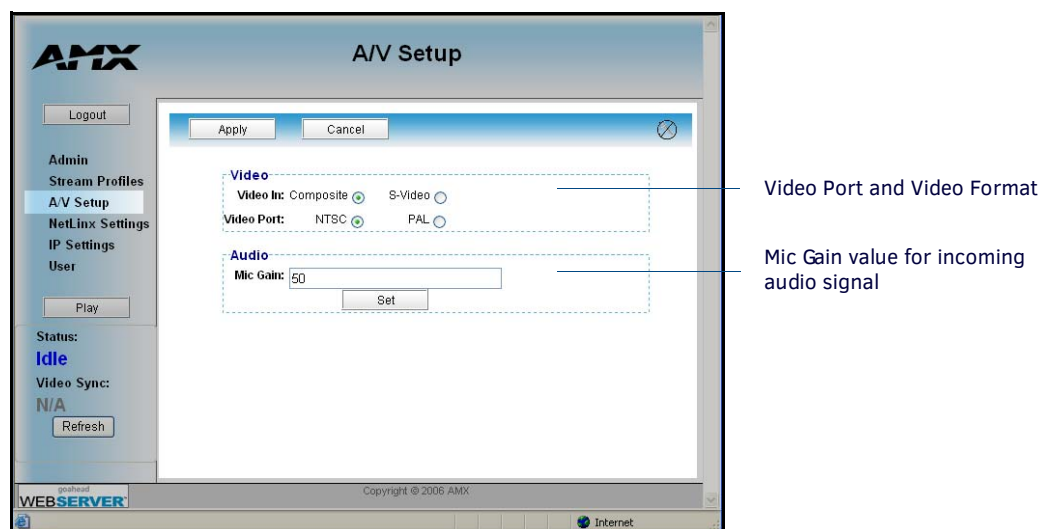 AMX
A/V Setup
Logout
Admin
Stream Profiles
A/V Setup
NetLinx Settings
IP Settings
User
Play
Status:
Idle
Video Sync:
N/A
Refresh
Apply Cancel
Video
Video In: Composite S-Video
Video Port: NTSC PAL
Audio
Mic Gain: 50
Set
Video Port and Video Format
Mic Gain value for incoming
audio signal
goahead
WEBSERVER
Copyright © 2006 AMX
Internet